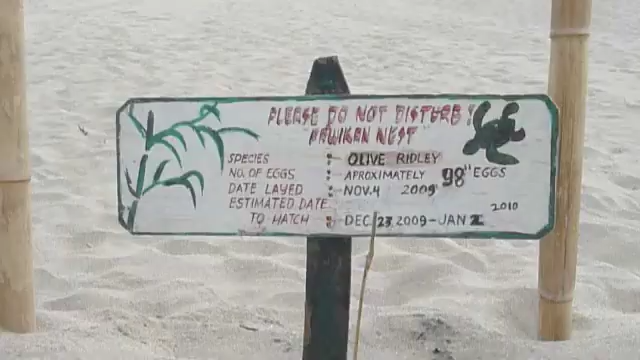 PLEASE DO NOT DISTURB!
PAWIKAN NEST
SPECIES : OLIVE RIDLEY
NO. OF EGGS : APROXIMATELY 98" EGGS
DATE LAYED : NOV. 4 2009
ESTIMATED DATE
TO HATCH : DEC 23 2009-JAN 2 2010